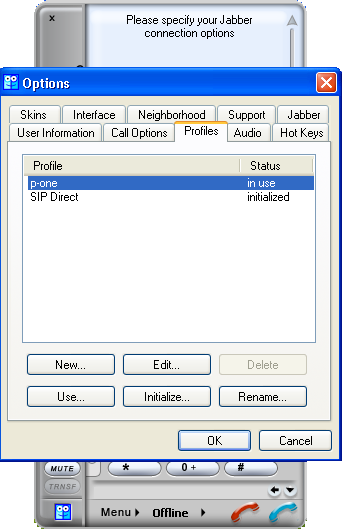 Please specify your Jabber
connection options
Options
Skins Interface Neighborhood Support Jabber
User Information Call Options Profiles Audio Hot Keys
Profile Status
p-one in use
SIP Direct initialized
New... Edit... Delete
Use... Initialize... Rename...
OK Cancel
MUTE * 0 + #
TRNSF
Menu Offline